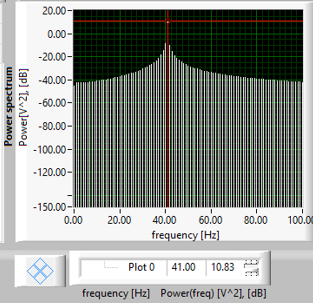 Power spectrum
Power[V^2], [dB]
20.00
0.00
-20.00
-40.00
-60.00
-80.00
-100.00
-120.00
-150.00
0.00 20.00 40.00 60.00 80.00 100.00
frequency [Hz]
Plot 0 41.00 10.83
frequency [Hz] Power(freq) [V^2], [dB]